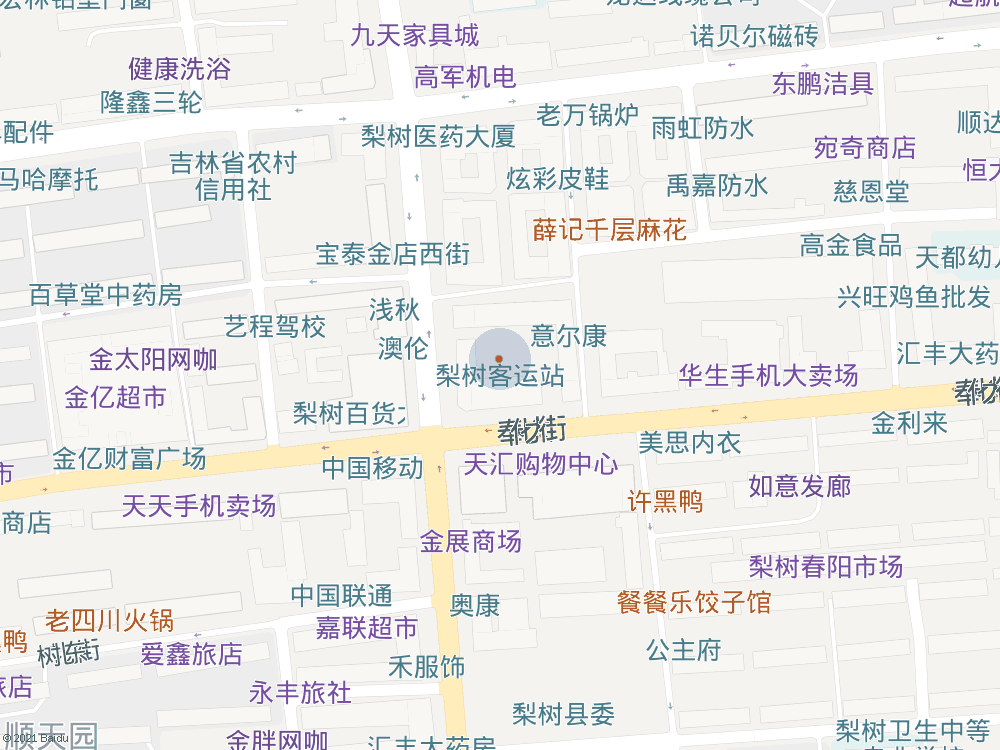 九天家具城
诺贝尔磁砖
健康洗浴
高军机电
东鹏洁具
隆鑫三轮
老万锅炉
配件
梨树医药大厦
雨虹防水
顺达
宛奇商店
吉林省农村
信用社
马哈摩托
炫彩皮鞋
禹嘉防水
慈恩堂
薛记千层麻花
宝泰金店西街
高金食品
天都幼儿
百草堂中药房
浅秋
兴旺鸡鱼批发
艺程驾校
意尔康
澳伦
汇丰大药
金太阳网咖
梨树客运站
华生手机大卖场
金亿超市
梨树百货大
金利来
奉化街
美思内衣
金亿财富广场
中国移动
天汇购物中心
市
如意发廊
天天手机卖场
许黑鸭
商店
金展商场
梨树春阳市场
中国联通
奥康
餐餐乐饺子馆
老四川火锅
嘉联超市
鸭
爱鑫旅店
公主府
禾服饰
旅店
永丰旅社
梨树县委
顺天园
© 2021 Baidu
金胖网咖
汇丰大药房
梨树卫生中等